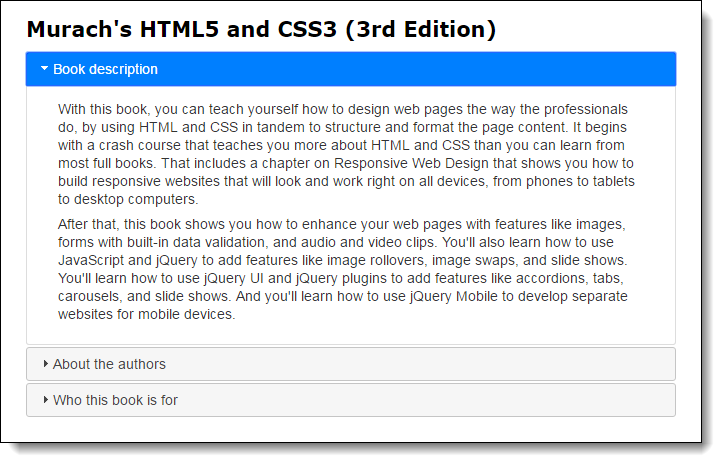 Murach's HTML5 and CSS3 (3rd Edition)
Book description
With this book, you can teach yourself how to design web pages the way the professionals
do, by using HTML and CSS in tandem to structure and format the page content. It begins
with a crash course that teaches you more about HTML and CSS than you can learn from
most full books. That includes a chapter on Responsive Web Design that shows you how to
build responsive websites that will look and work right on all devices, from phones to tablets
to desktop computers.
After that, this book shows you how to enhance your web pages with features like images,
forms with built-in data validation, and audio and video clips. You'll also learn how to use
JavaScript and jQuery to add features like image rollovers, image swaps, and slide shows.
You'll learn how to use jQuery UI and jQuery plugins to add features like accordions, tabs,
carousels, and slide shows. And you'll learn how to use jQuery Mobile to develop separate
websites for mobile devices.
About the authors
Who this book is for